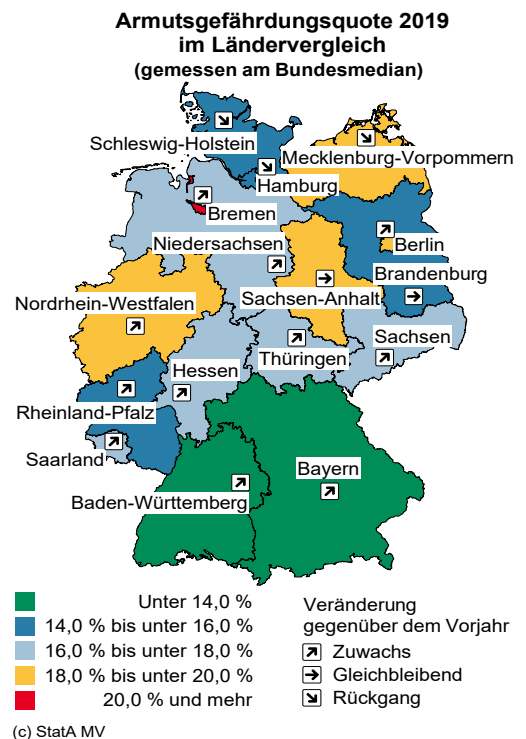 Armutsgefährdungsquote 2019
im Ländervergleich
(gemessen am Bundesmedian)
Schleswig-Holstein
Mecklenburg-Vorpommern
Hamburg
Bremen
Niedersachsen
Berlin
Brandenburg
Sachsen-Anhalt
Nordrhein-Westfalen
Sachsen
Thüringen
Hessen
Rheinland-Pfalz
Saarland
Bayern
Baden-Württemberg
Unter 14,0 %
14,0 % bis unter 16,0 %
16,0 % bis unter 18,0 %
18,0 % bis unter 20,0 %
20,0 % und mehr
Veränderung
gegenüber dem Vorjahr
Zuwachs
Gleichbleibend
Rückgang
(c) StatA MV